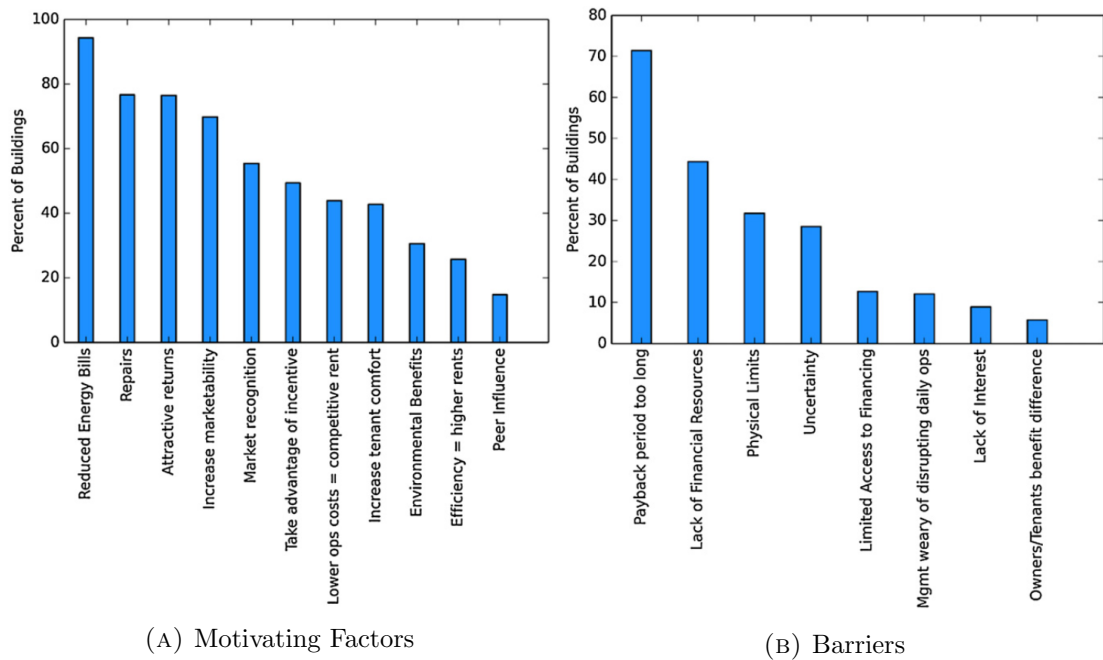 100
80
60
40
20
0
Percent of Buildings
Reduced Energy Bills
Repairs
Attractive returns
Increase marketability
Market recognition
Take advantage of incentive
Lower ops costs = competitive rent
Increase tenant comfort
Environmental Benefits
Efficiency = higher rents
Peer Influence
(A) Motivating Factors
80
70
60
50
40
30
20
10
0
Percent of Buildings
Payback period too long
Lack of Financial Resources
Physical Limits
Uncertainty
Limited Access to Financing
Mgmt weary of disrupting daily ops
Lack of Interest
Owners/Tenants benefit difference
(B) Barriers